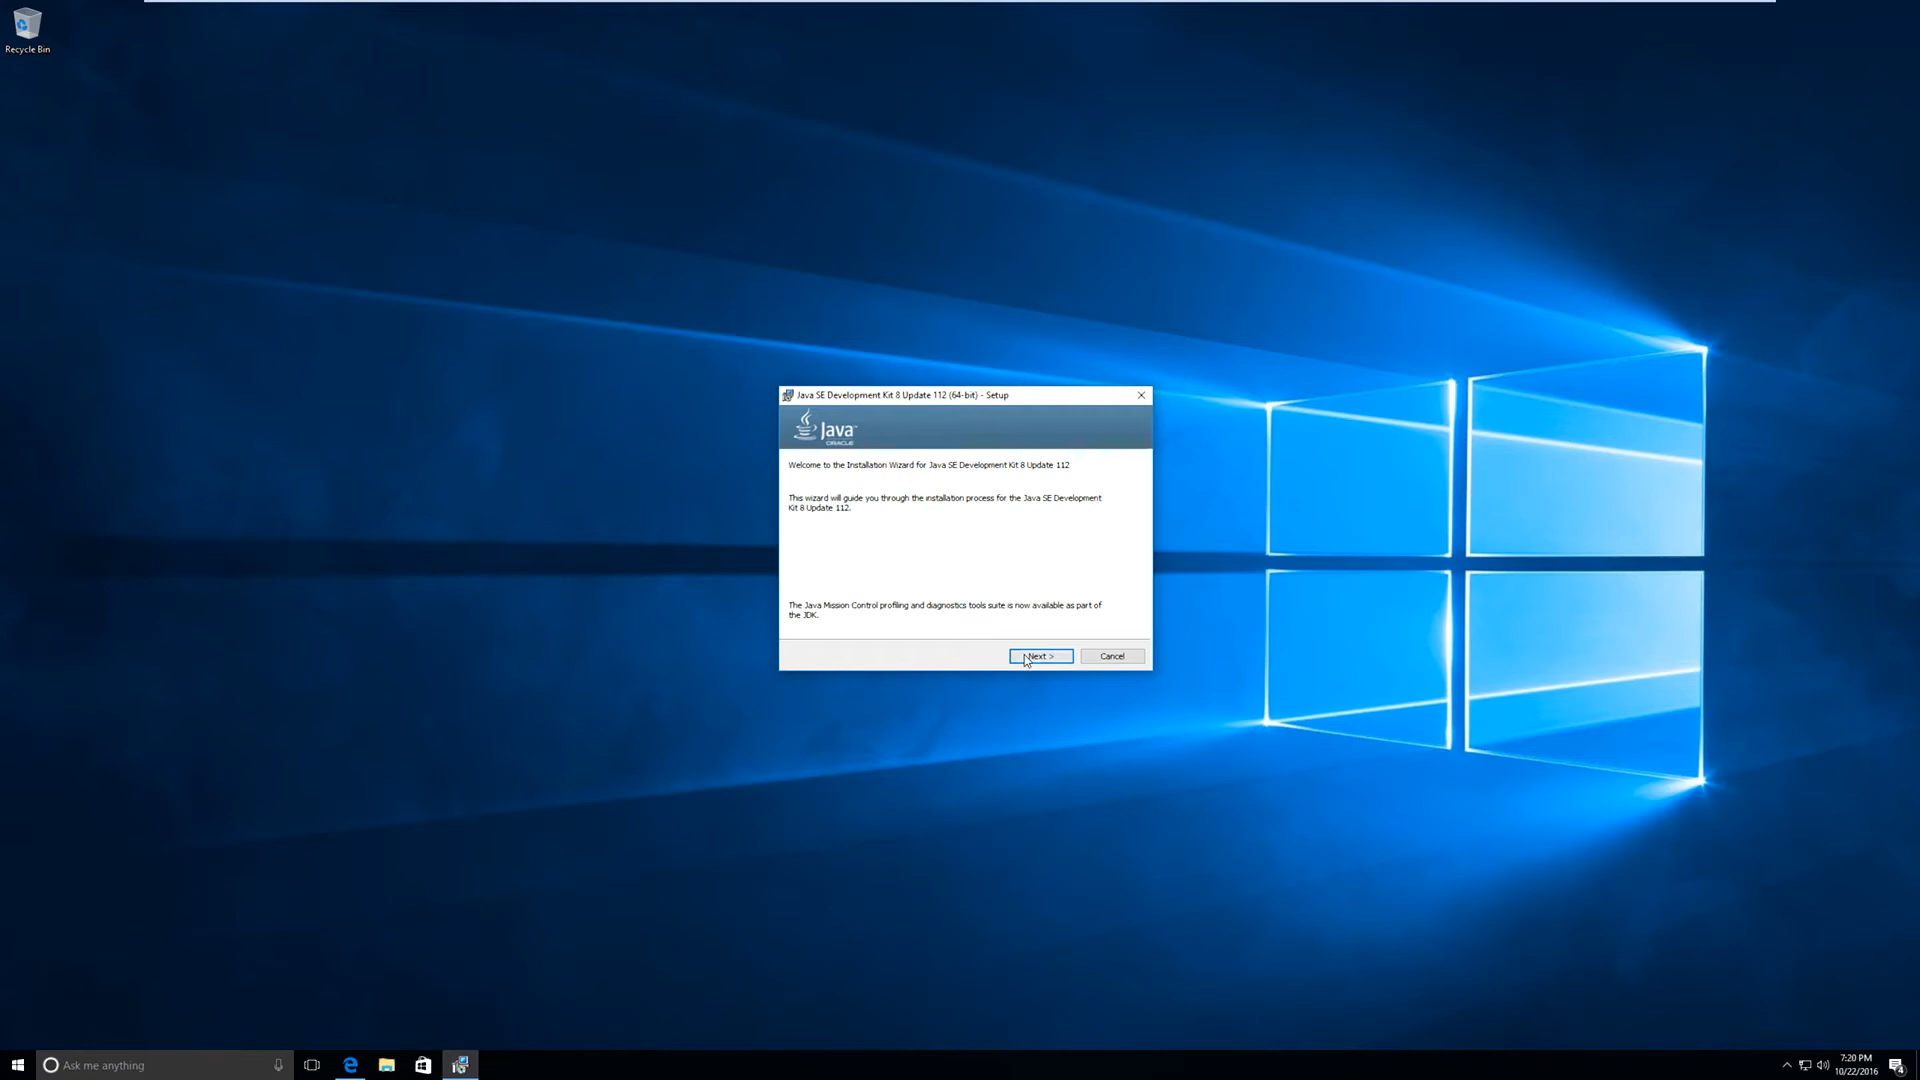 Recycle Bin
Java SE Development Kit 8 Update 112 (64-bit) - Setup
Java™
ORACLE
Welcome to the Installation Wizard for Java SE Development Kit 8 Update 112
This wizard will guide you through the installation process for the Java SE Development
Kit 8 Update 112.
The Java Mission Control profiling and diagnostics tools suite is now available as part of
the JDK.
Next >
Cancel
Ask me anything
7:20 PM
10/22/2016
4